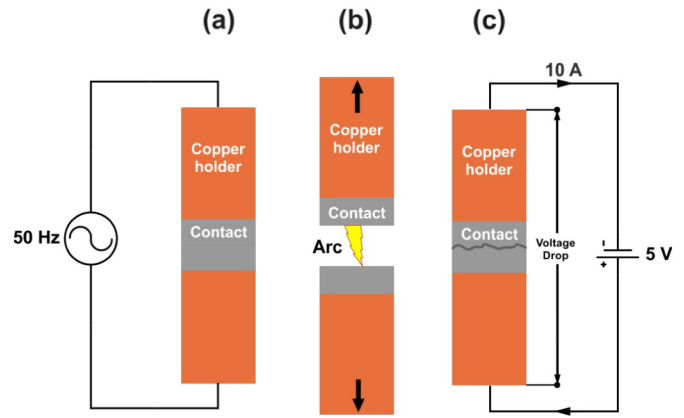 (a)
(b)
(c)
10 A
Copper
holder
Copper
holder
Copper
holder
50 Hz
Contact
Contact
Contact
Arc
Voltage
Drop
-
+
5 V